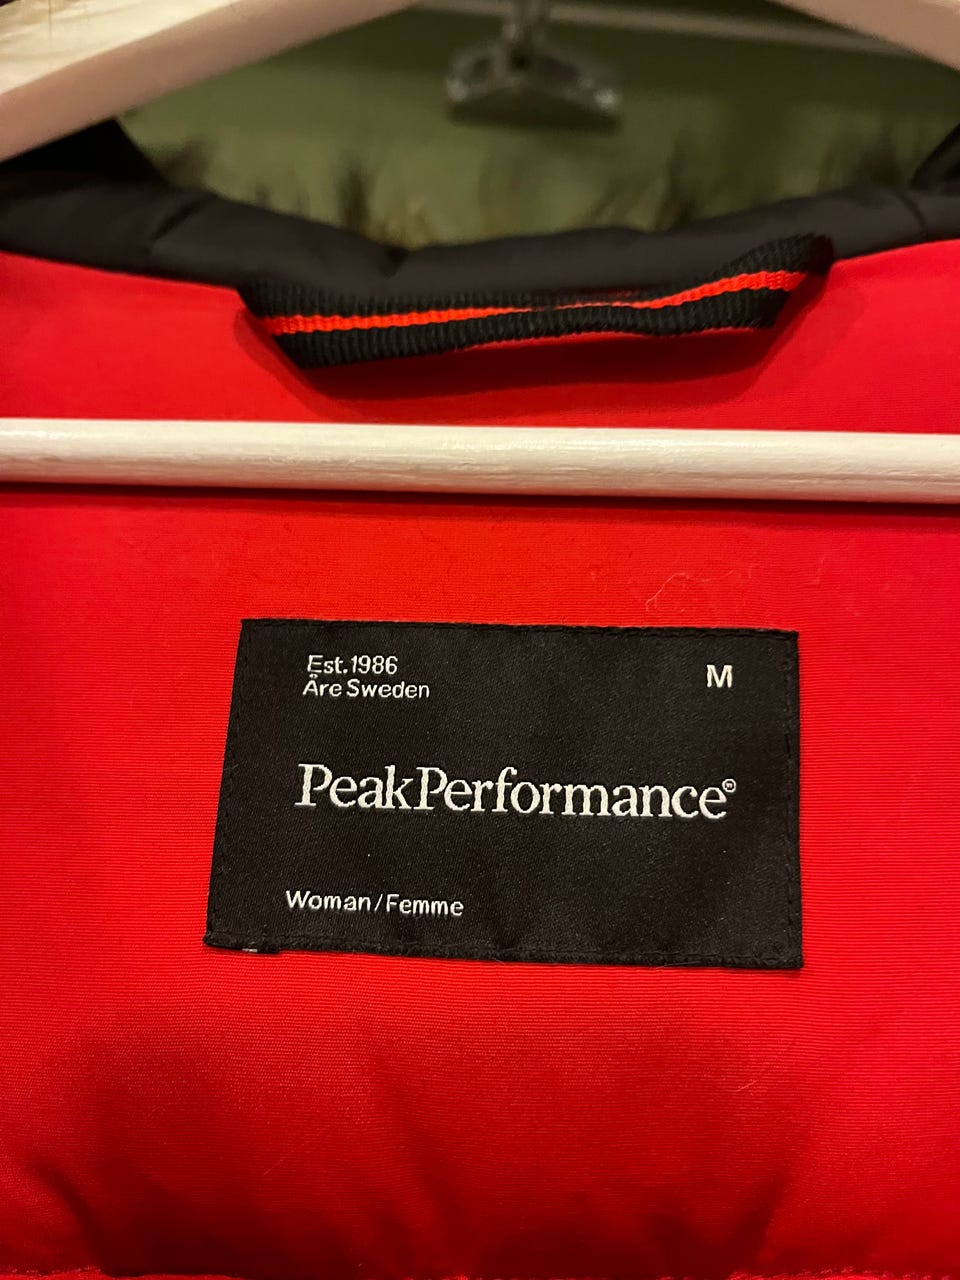 Est.1986
Åre Sweden
M
PeakPerformance®
Woman/Femme